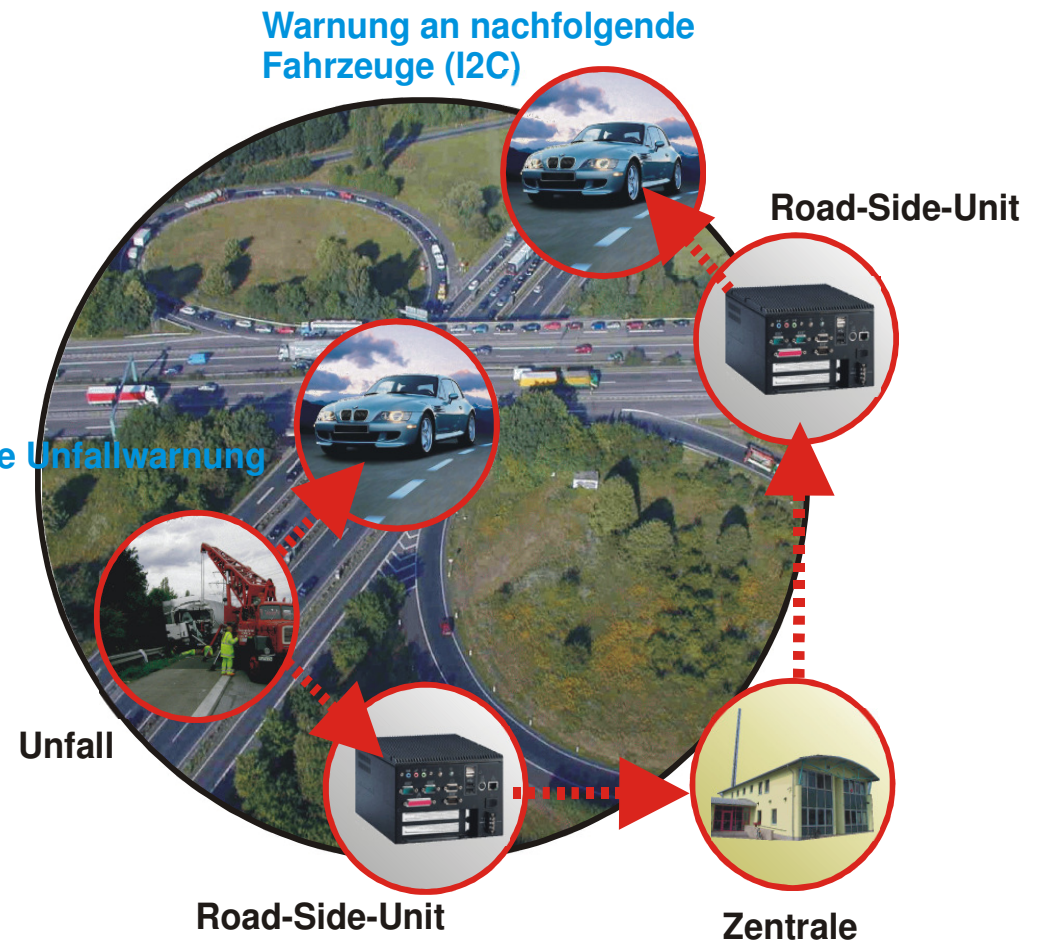 Warnung an nachfolgende
Fahrzeuge (I2C)
Road-Side-Unit
e Unfallwarnung
Unfall
Road-Side-Unit
Zentrale